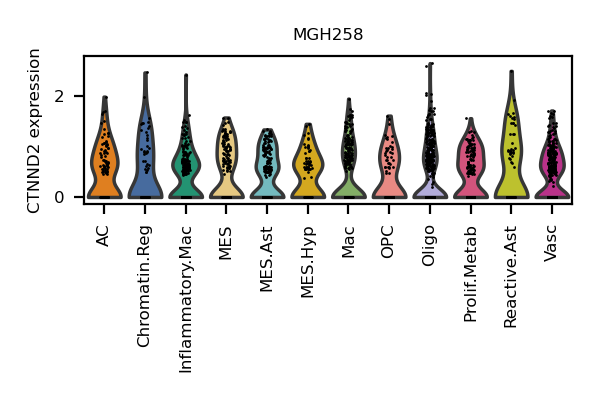 MGH258
CTNND2 expression
2
0
AC
Chromatin.Reg
Inflammatory.Mac
MES
MES.Ast
MES.Hyp
Mac
OPC
Oligo
Prolif.Metab
Reactive.Ast
Vasc